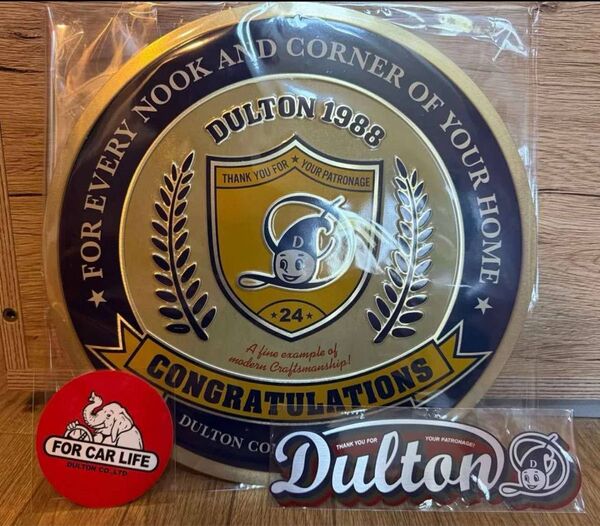 ★ FOR EVERY NOOK AND CORNER OF YOUR HOME ★
DULTON 1988
THANK YOU FOR ★ YOUR PATRONAGE
D
★ 24 ★
A fine example of
modern Craftsmanship!
CONGRATULATIONS
DULTON CO
FOR CAR LIFE
DULTON CO.,LTD
THANK YOU FOR YOUR PATRONAGE!
Dulton
D